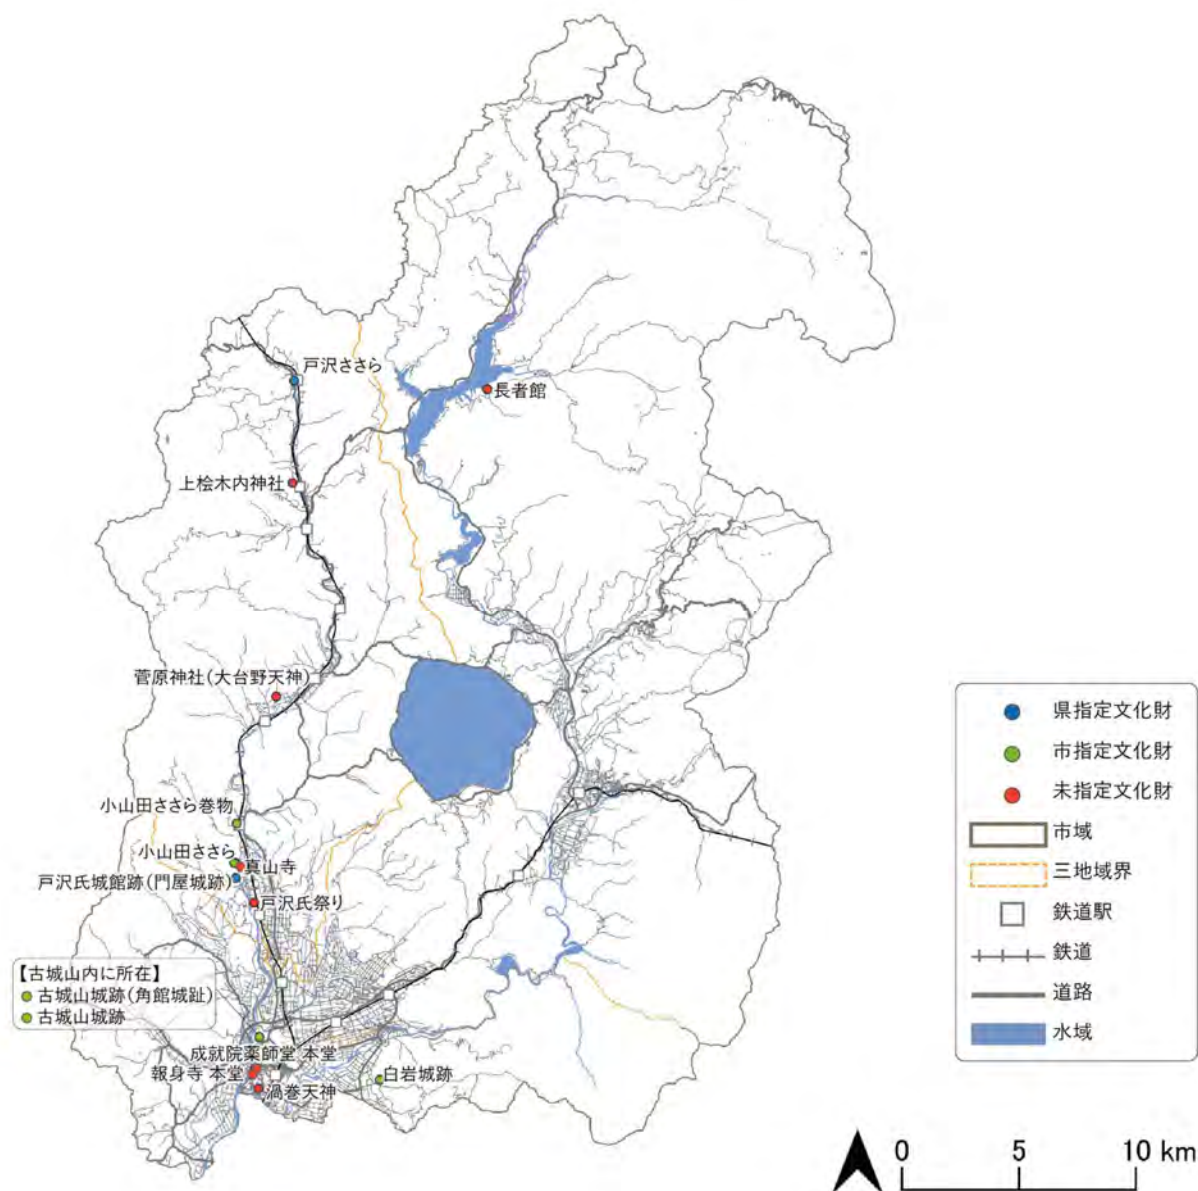 戸沢ささら
長者館
上桧木内神社
菅原神社(大台野天神)
小山田ささら巻物
小山田ささら
真山寺
戸沢氏城館跡(門屋城跡)
戸沢氏祭り
【古城山内に所在】
古城山城跡(角館城趾)
古城山城跡
成就院薬師堂 本堂
報身寺 本堂
渦巻天神
白岩城跡
県指定文化財
市指定文化財
未指定文化財
市域
三地域界
鉄道駅
鉄道
道路
水域
0 5 10 km